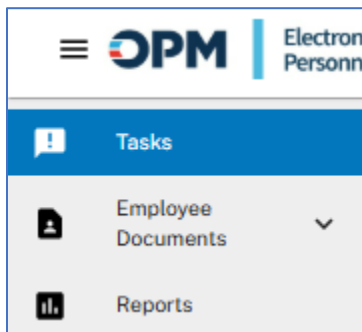 OPM
Electron
Personn
Tasks
Employee
Documents
Reports